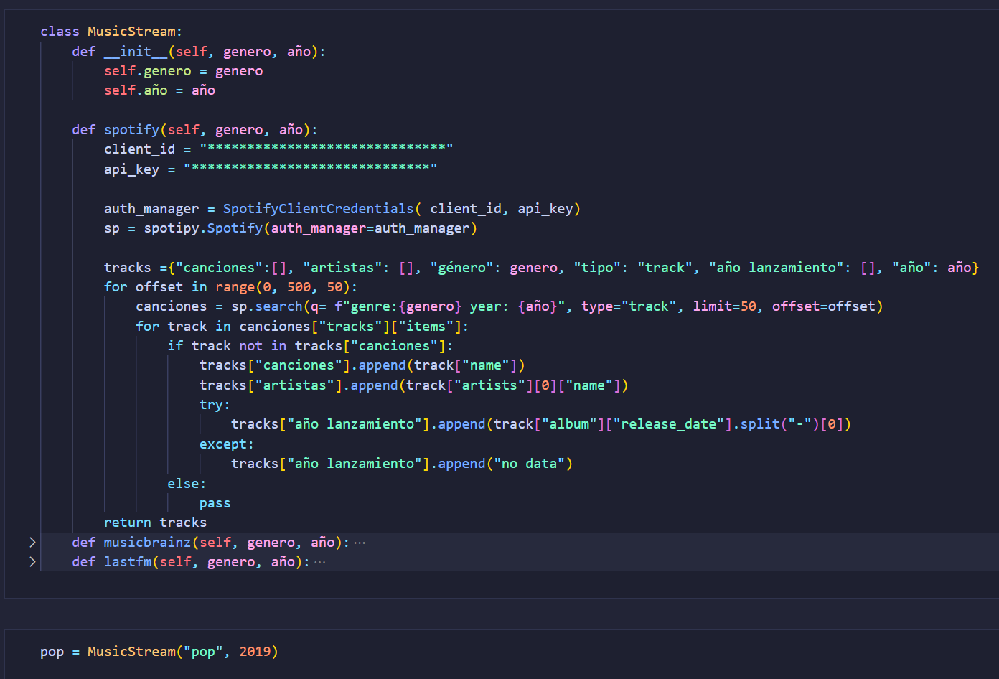 class MusicStream:
    def __init__(self, genero, año):
        self.genero = genero
        self.año = año
    def spotify(self, genero, año):
        client_id = "******************************"
        api_key = "******************************"
        auth_manager = SpotifyClientCredentials( client_id, api_key)
        sp = spotipy.Spotify(auth_manager=auth_manager)
        tracks ={"canciones":[], "artistas": [], "género": genero, "tipo": "track", "año lanzamiento": [], "año": año}
        for offset in range(0, 500, 50):
            canciones = sp.search(q= f"genre:{genero} year: {año}", type="track", limit=50, offset=offset)
            for track in canciones["tracks"]["items"]:
                if track not in tracks["canciones"]:
                    tracks["canciones"].append(track["name"])
                    tracks["artistas"].append(track["artists"][0]["name"])
                    try:
                        tracks["año lanzamiento"].append(track["album"]["release_date"].split("-")[0])
                    except:
                        tracks["año lanzamiento"].append("no data")
                else:
                    pass
        return tracks
    def musicbrainz(self, genero, año):···
    def lastfm(self, genero, año):···
pop = MusicStream("pop", 2019)